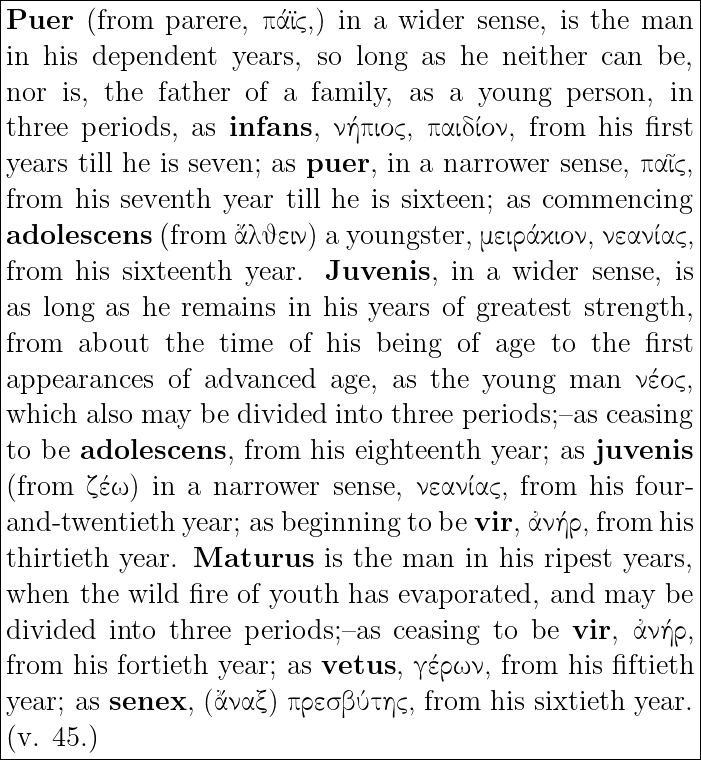 Puer (from parere, πάϊς,) in a wider sense, is the man
in his dependent years, so long as he neither can be,
nor is, the father of a family, as a young person, in
three periods, as infans, νήπιος, παιδίον, from his first
years till he is seven; as puer, in a narrower sense, παῖς,
from his seventh year till he is sixteen; as commencing
adolescens (from ἄλθειν) a youngster, μειράκιον, νεανίας,
from his sixteenth year. Juvenis, in a wider sense, is
as long as he remains in his years of greatest strength,
from about the time of his being of age to the first
appearances of advanced age, as the young man νέος,
which also may be divided into three periods;–as ceasing
to be adolescens, from his eighteenth year; as juvenis
(from ζέω) in a narrower sense, νεανίας, from his four-
and-twentieth year; as beginning to be vir, ἀνήρ, from his
thirtieth year. Maturus is the man in his ripest years,
when the wild fire of youth has evaporated, and may be
divided into three periods;–as ceasing to be vir, ἀνήρ,
from his fortieth year; as vetus, γέρων, from his fiftieth
year; as senex, (ἄναξ) πρεσβύτης, from his sixtieth year.
(v. 45.)